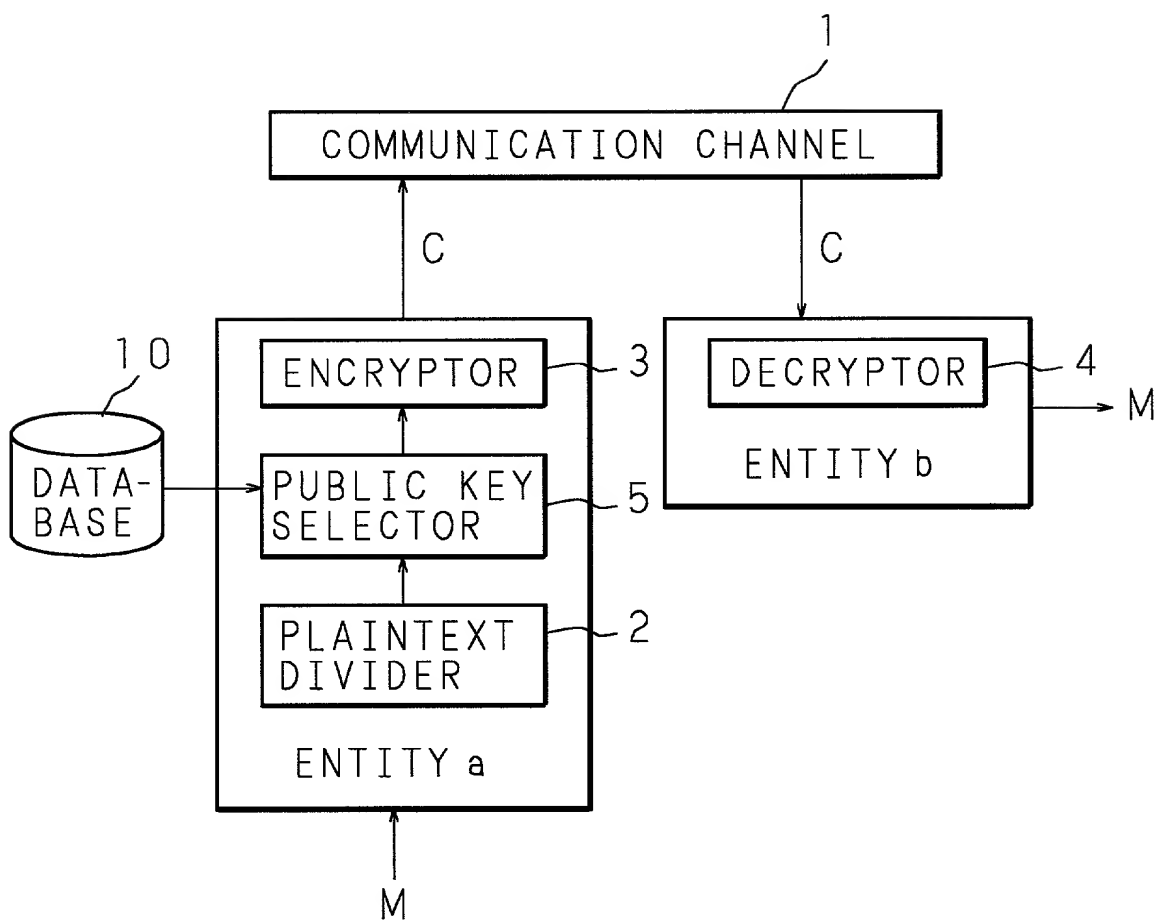 1
COMMUNICATION CHANNEL
C
C
10
ENCRYPTOR
3
DECRYPTOR
4
M
DATA-
BASE
PUBLIC KEY
SELECTOR
5
ENTITY b
PLAINTEXT
DIVIDER
2
ENTITY a
M